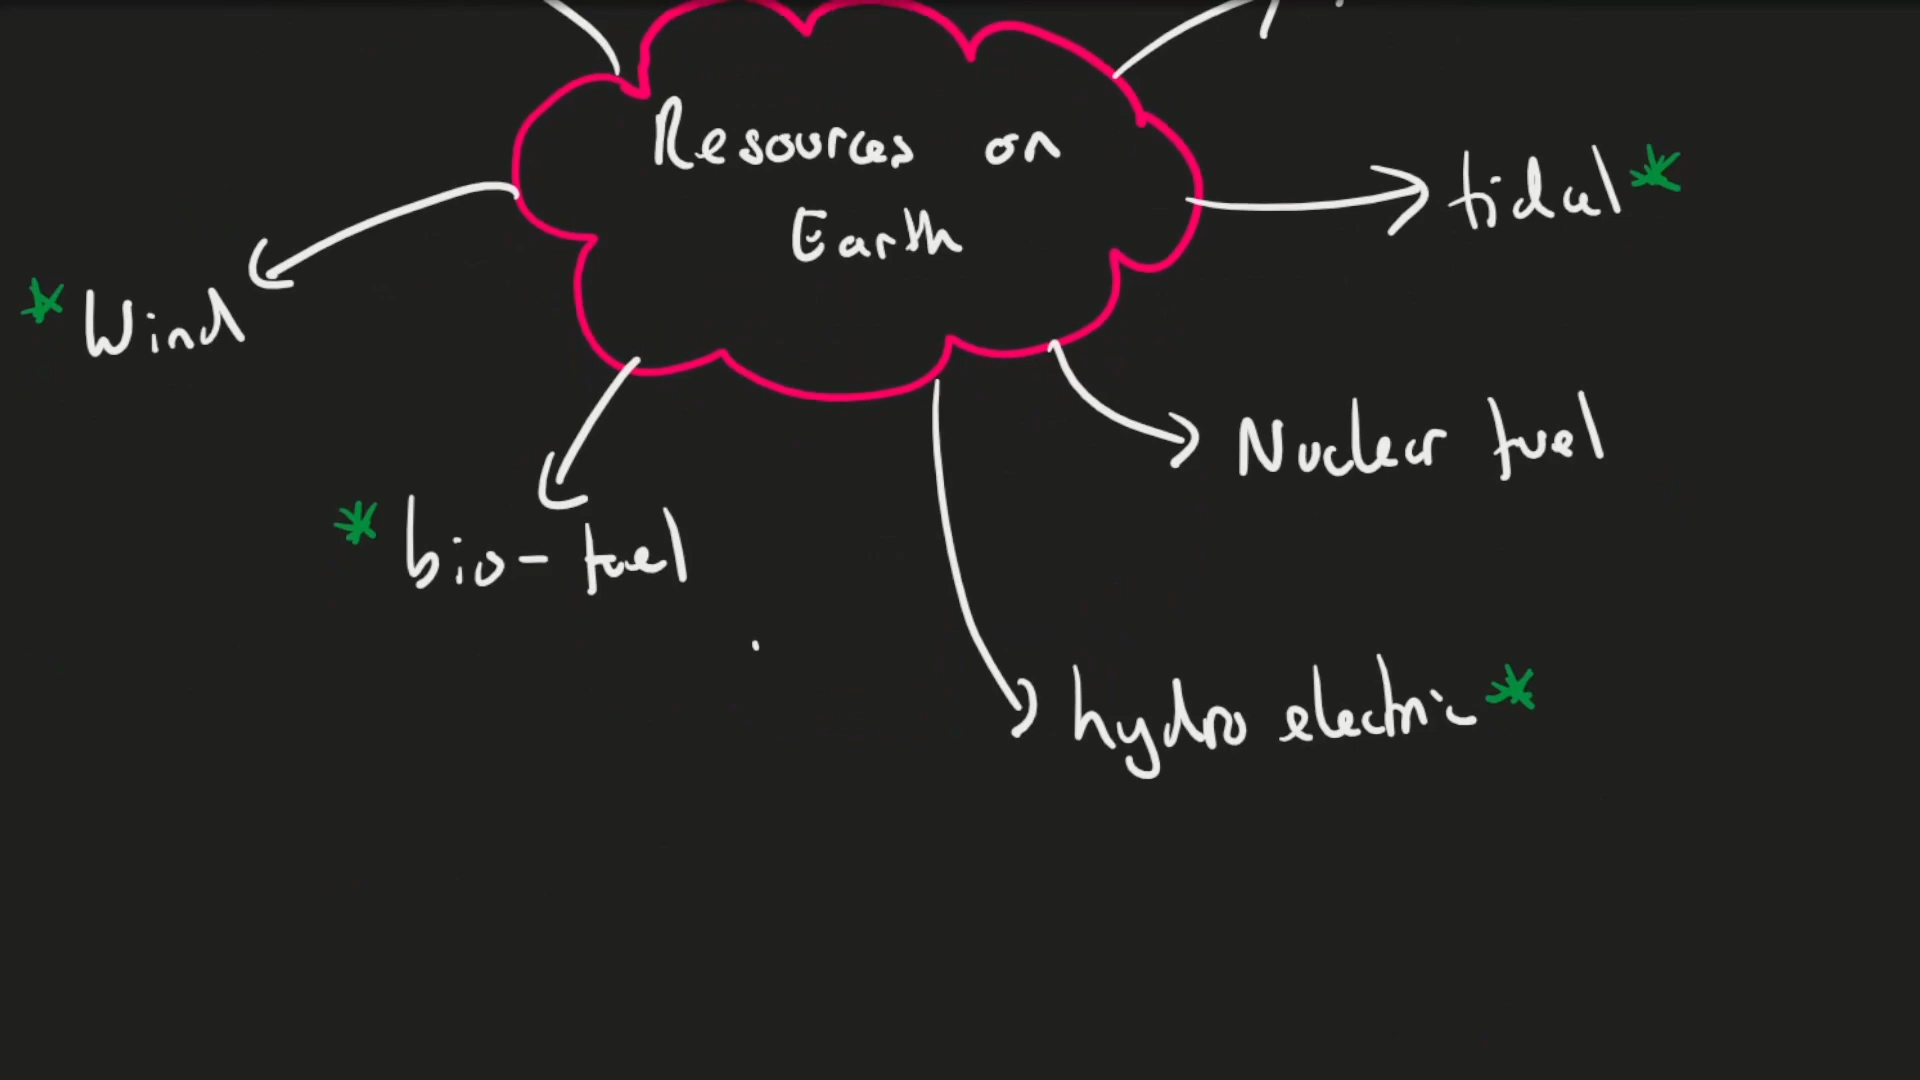 Resources on
Earth
tidal*
*Wind
Nuclear fuel
*bio-fuel
hydro electric*